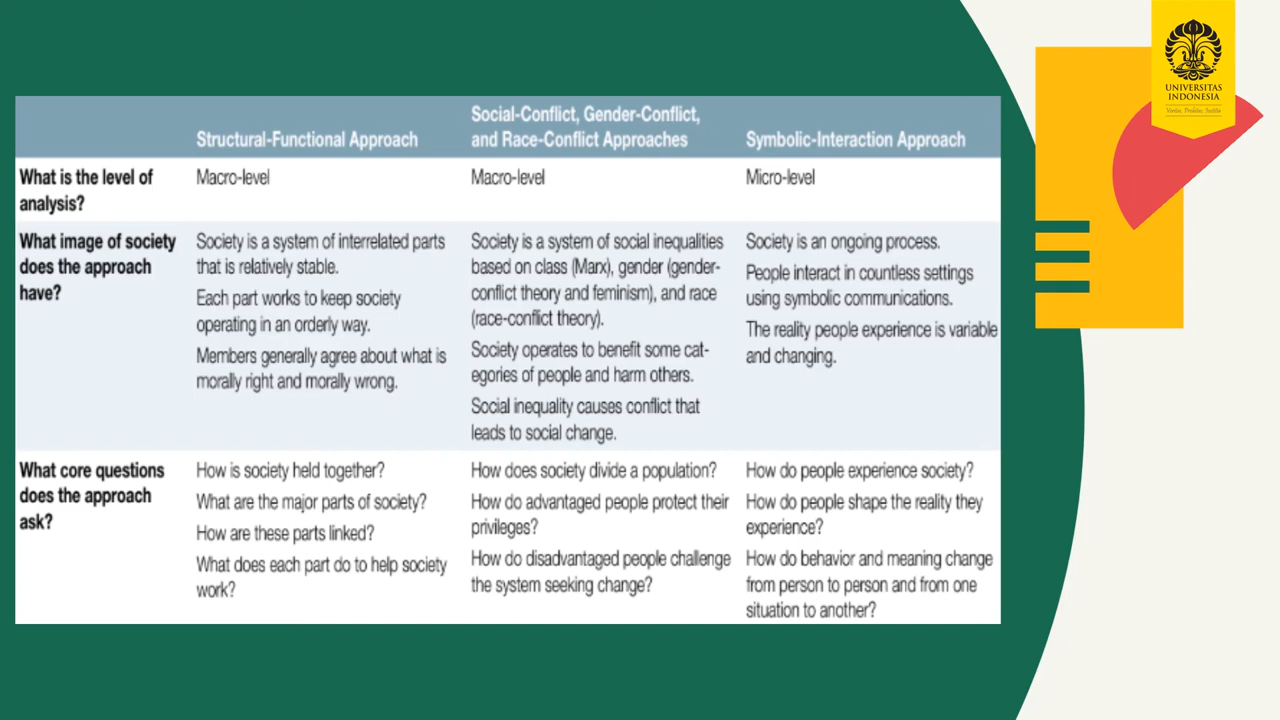 UNIVERSITAS
INDONESIA
Veritas, Probitas, Iustitia
Structural-Functional Approach
Social-Conflict, Gender-Conflict,
and Race-Conflict Approaches
Symbolic-Interaction Approach
What is the level of
analysis?
Macro-level
Macro-level
Micro-level
What image of society
does the approach
have?
Society is a system of interrelated parts
that is relatively stable.
Each part works to keep society
operating in an orderly way.
Members generally agree about what is
morally right and morally wrong.
Society is a system of social inequalities
based on class (Marx), gender (gender-
conflict theory and feminism), and race
(race-conflict theory).
Society operates to benefit some cat-
egories of people and harm others.
Social inequality causes conflict that
leads to social change.
Society is an ongoing process.
People interact in countless settings
using symbolic communications.
The reality people experience is variable
and changing.
What core questions
does the approach
ask?
How is society held together?
What are the major parts of society?
How are these parts linked?
What does each part do to help society
work?
How does society divide a population?
How do advantaged people protect their
privileges?
How do disadvantaged people challenge
the system seeking change?
How do people experience society?
How do people shape the reality they
experience?
How do behavior and meaning change
from person to person and from one
situation to another?